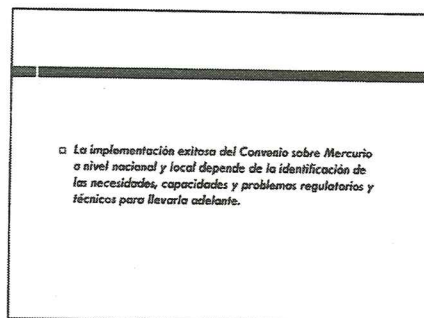 □ La implementación exitosa del Convenio sobre Mercurio
a nivel nacional y local depende de la identificación de
las necesidades, capacidades y problemas regulatorios y
técnicos para llevarla adelante.